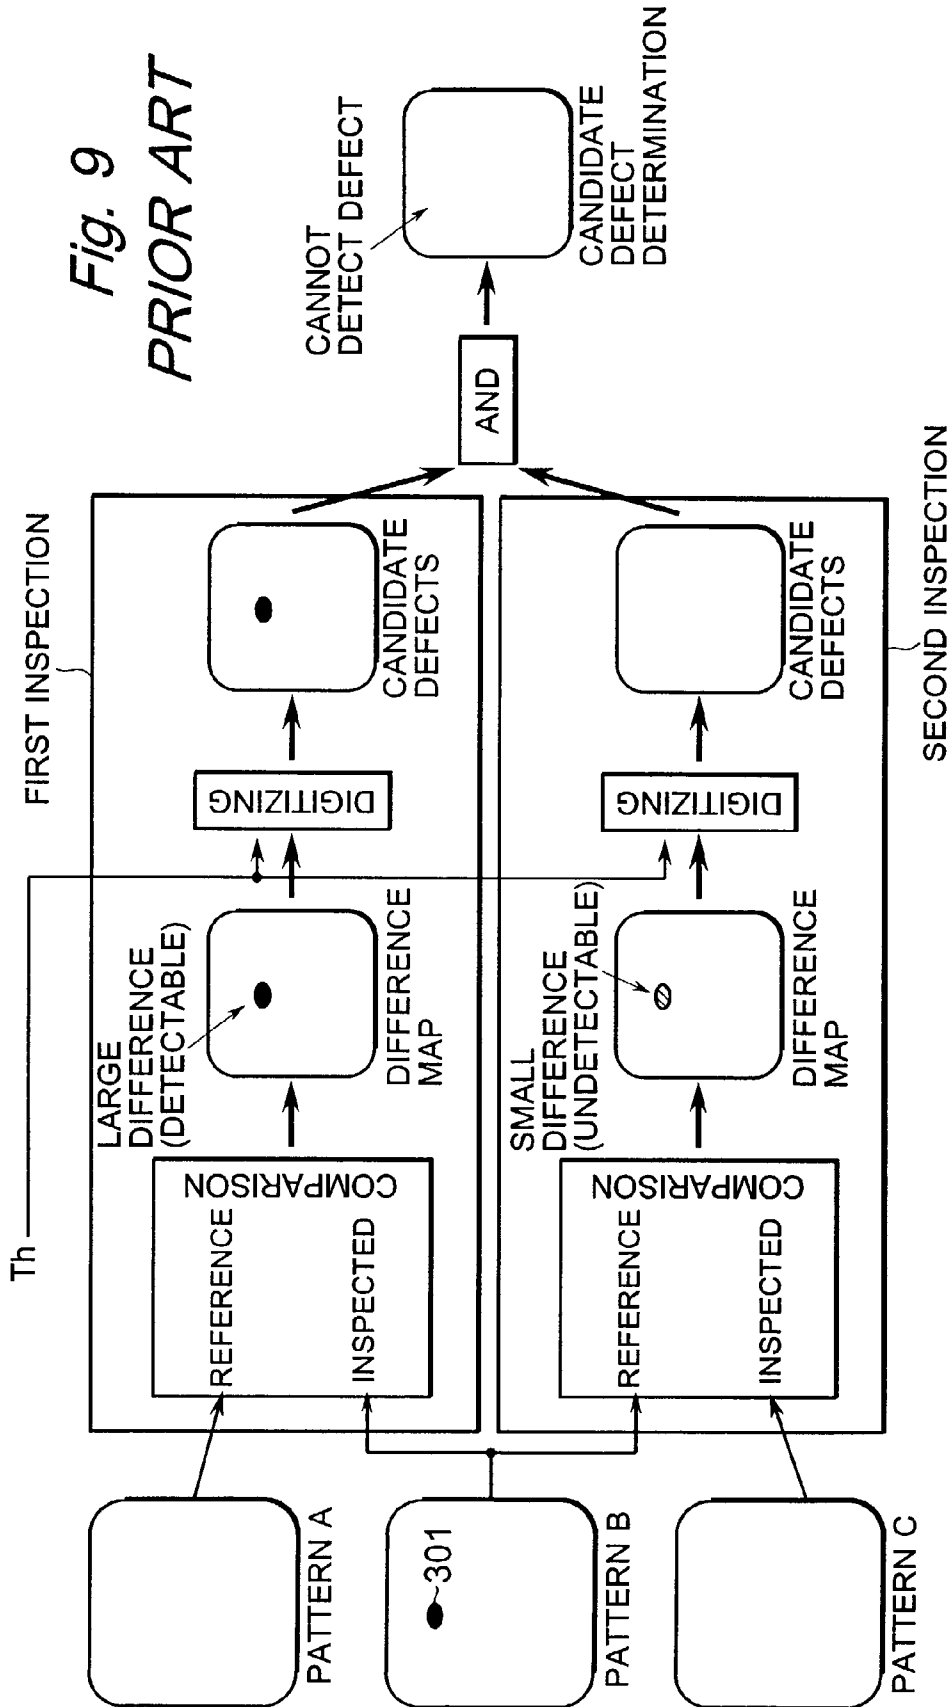 Fig. 9
PRIOR ART
Th
FIRST INSPECTION
PATTERN A
REFERENCE
INSPECTED
COMPARISON
LARGE
DIFFERENCE
(DETECTABLE)
DIFFERENCE
MAP
DIGITIZING
CANDIDATE
DEFECTS
301
PATTERN B
PATTERN C
REFERENCE
INSPECTED
COMPARISON
SMALL
DIFFERENCE
(UNDETECTABLE)
DIFFERENCE
MAP
DIGITIZING
CANDIDATE
DEFECTS
SECOND INSPECTION
AND
CANNOT
DETECT DEFECT
CANDIDATE
DEFECT
DETERMINATION